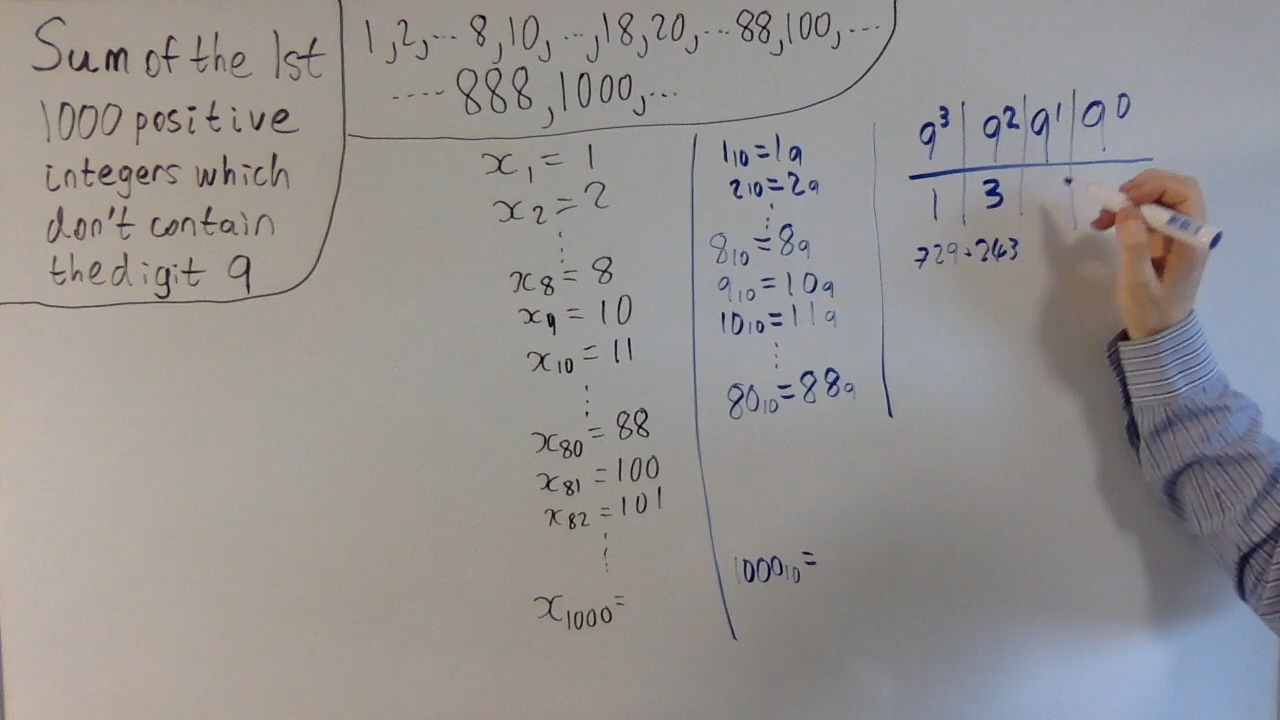 Sum of the 1st
1000 positive
integers which
don't contain
the digit 9
1,2,...8,10,...,18,20,...88,100,...
....888,1000,...
x₁ = 1
x₂ = 2
⋮
x₈ = 8
x₉ = 10
x₁₀ = 11
⋮
x₈₀ = 88
x₈₁ = 100
x₈₂ = 101
⋮
x₁₀₀₀ =
1₁₀ = 1₉
2₁₀ = 2₉
⋮
8₁₀ = 8₉
9₁₀ = 10₉
10₁₀ = 11₉
⋮
80₁₀ = 88₉
1000₁₀ =
9³ | 9² | 9¹ | 9⁰
1 | 3
729+243